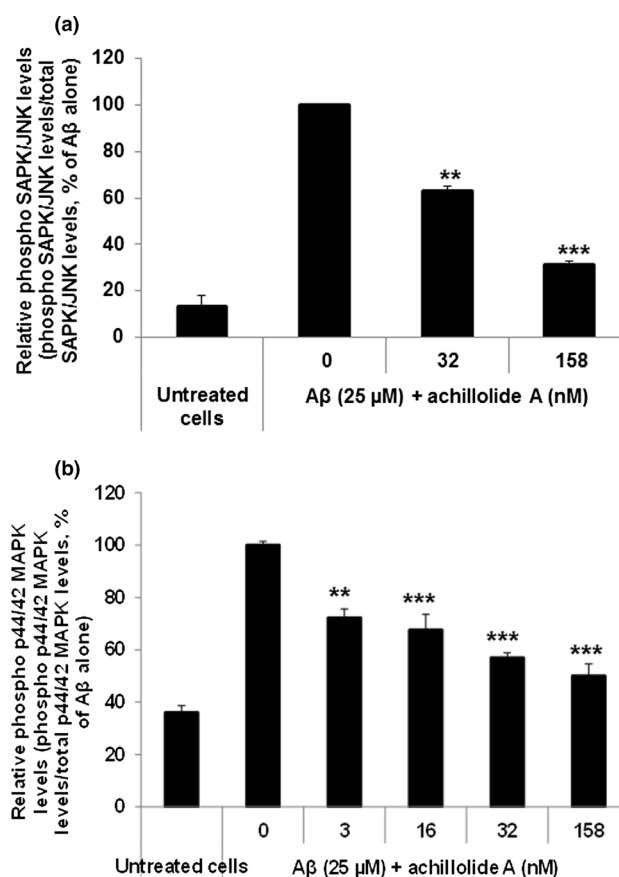 (a)
Relative phospho SAPK/JNK levels
(phospho SAPK/JNK levels/total
SAPK/JNK levels, % of Aβ alone)
120
100
80
60
40
20
0
**
***
0 32 158
Untreated
cells
Aβ (25 µM) + achillolide A (nM)
(b)
Relative phospho p44/42 MAPK
levels (phospho p44/42 MAPK
levels/total p44/42 MAPK levels, %
of Aβ alone)
120
100
80
60
40
20
0
**
***
***
***
0 3 16 32 158
Untreated cells Aβ (25 µM) + achillolide A (nM)